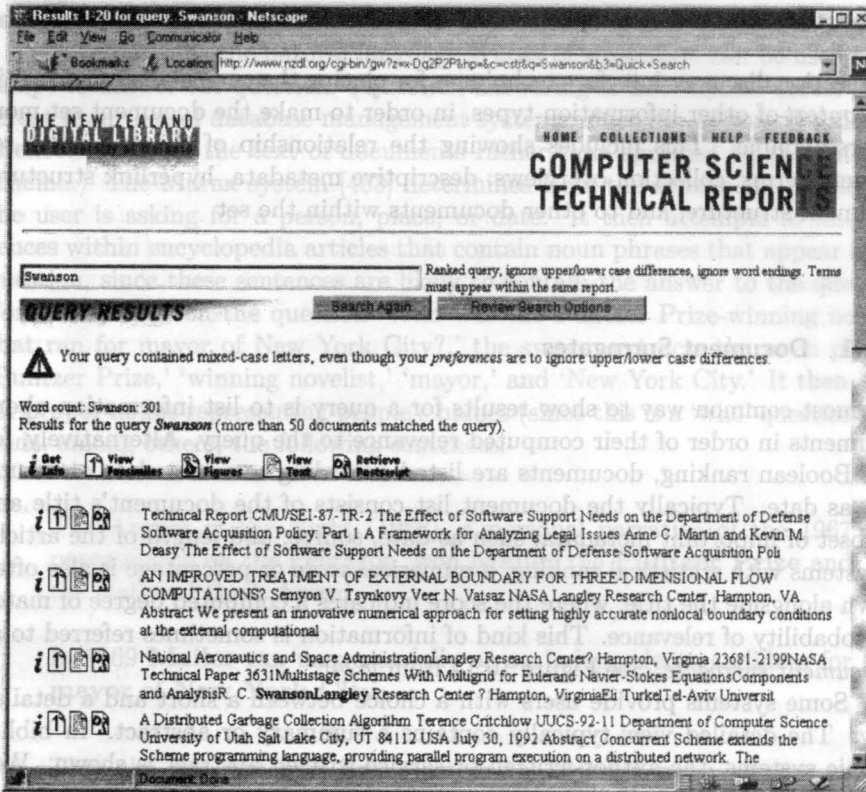 Results 1-20 for query: Swanson - Netscape
File Edit View Go Communicator Help
Bookmarks Location: http://www.nzdl.org/cgi-bin/gw?z=x-Dq2P2P&hp=&c=cstr&q=Swanson&b3=Quick+Search
THE NEW ZEALAND
DIGITAL LIBRARY
HOME COLLECTIONS HELP FEEDBACK
COMPUTER SCIENCE
TECHNICAL REPORTS
Swanson
Ranked query, ignore upper/lower case differences, ignore word endings. Terms
must appear within the same report.
QUERY RESULTS
Search Again Review Search Options
Your query contained mixed-case letters, even though your preferences are to ignore upper/lower case differences.
Word count: Swanson: 301
Results for the query Swanson (more than 50 documents matched the query).
i Get Info View Facsimiles View Figures View Text Retrieve Postscript
Technical Report CMU/SEI-87-TR-2 The Effect of Software Support Needs on the Department of Defense
Software Acquisition Policy: Part 1 A Framework for Analyzing Legal Issues Anne C. Martin and Kevin M.
Deasy The Effect of Software Support Needs on the Department of Defense Software Acquisition Poli
AN IMPROVED TREATMENT OF EXTERNAL BOUNDARY FOR THREE-DIMENSIONAL FLOW
COMPUTATIONS? Semyon V. Tsynkovy Veer N. Vatsaz NASA Langley Research Center, Hampton, VA
Abstract We present an innovative numerical approach for setting highly accurate nonlocal boundary conditions
at the external computational
National Aeronautics and Space AdministrationLangley Research Center? Hampton, Virginia 23681-2199NASA
Technical Paper 3631Multistage Schemes With Multigrid for Eulerand Navier-Stokes EquationsComponents
and AnalysisR. C. SwansonLangley Research Center ? Hampton, VirginiaEli TurkelTel-Aviv Universit
A Distributed Garbage Collection Algorithm Terence Critchlow UUCS-92-11 Department of Computer Science
University of Utah Salt Lake City, UT 84112 USA July 30, 1992 Abstract Concurrent Scheme extends the
Scheme programming language, providing parallel program execution on a distributed network. The
Document: Done